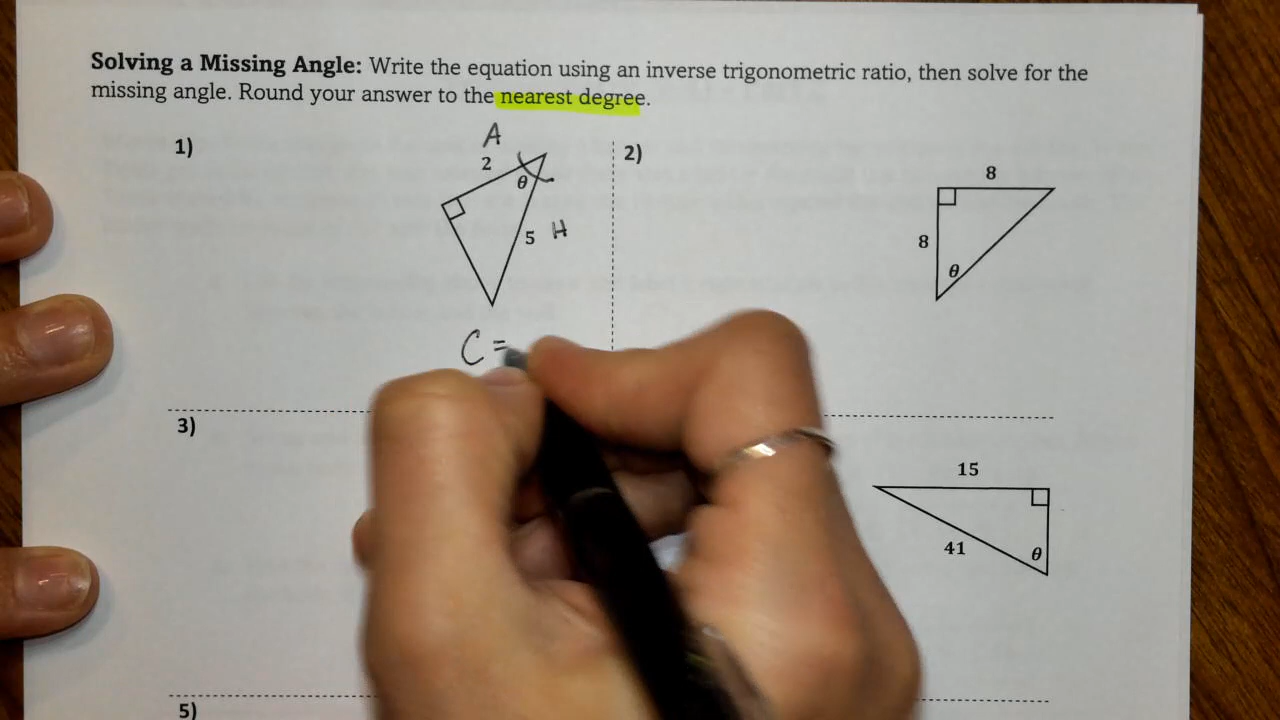 Solving a Missing Angle: Write the equation using an inverse trigonometric ratio, then solve for the
missing angle. Round your answer to the nearest degree.
1)
A
2
θ
5 H
C =
2)
8
8
θ
3)
15
41
θ
5)